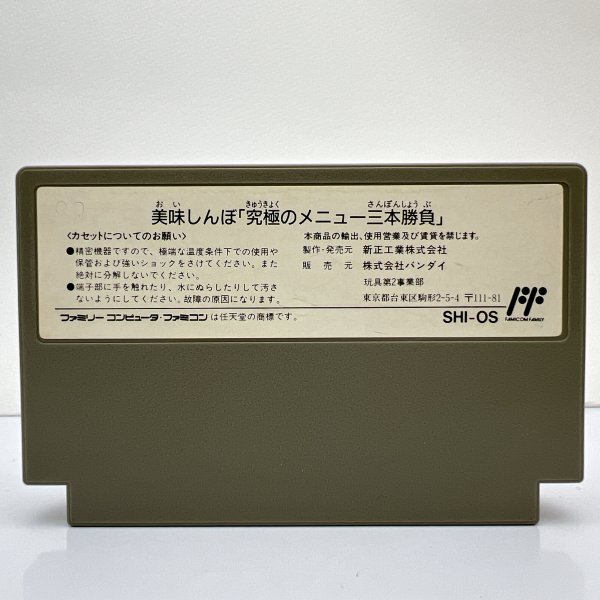 おい きゅうきょく さんぼんしょうぶ
美味しんぼ「究極のメニュー三本勝負」
〈カセットについてのお願い〉
●精密機器ですので、極端な温度条件下での使用や
保管および強いショックをさけてください。また
絶対に分解しないでください。
●端子部に手を触れたり、水にぬらしたりして汚さ
ないようにしてください。故障の原因になります。
ファミリーコンピュータ・ファミコンは任天堂の商標です。
本商品の輸出、使用営業及び賃貸を禁じます。
製作・発売元 新正工業株式会社
販売元 株式会社バンダイ
玩具第2事業部
東京都台東区駒形2-5-4 〒111-81
SHI-OS
FAMICOM FAMILY